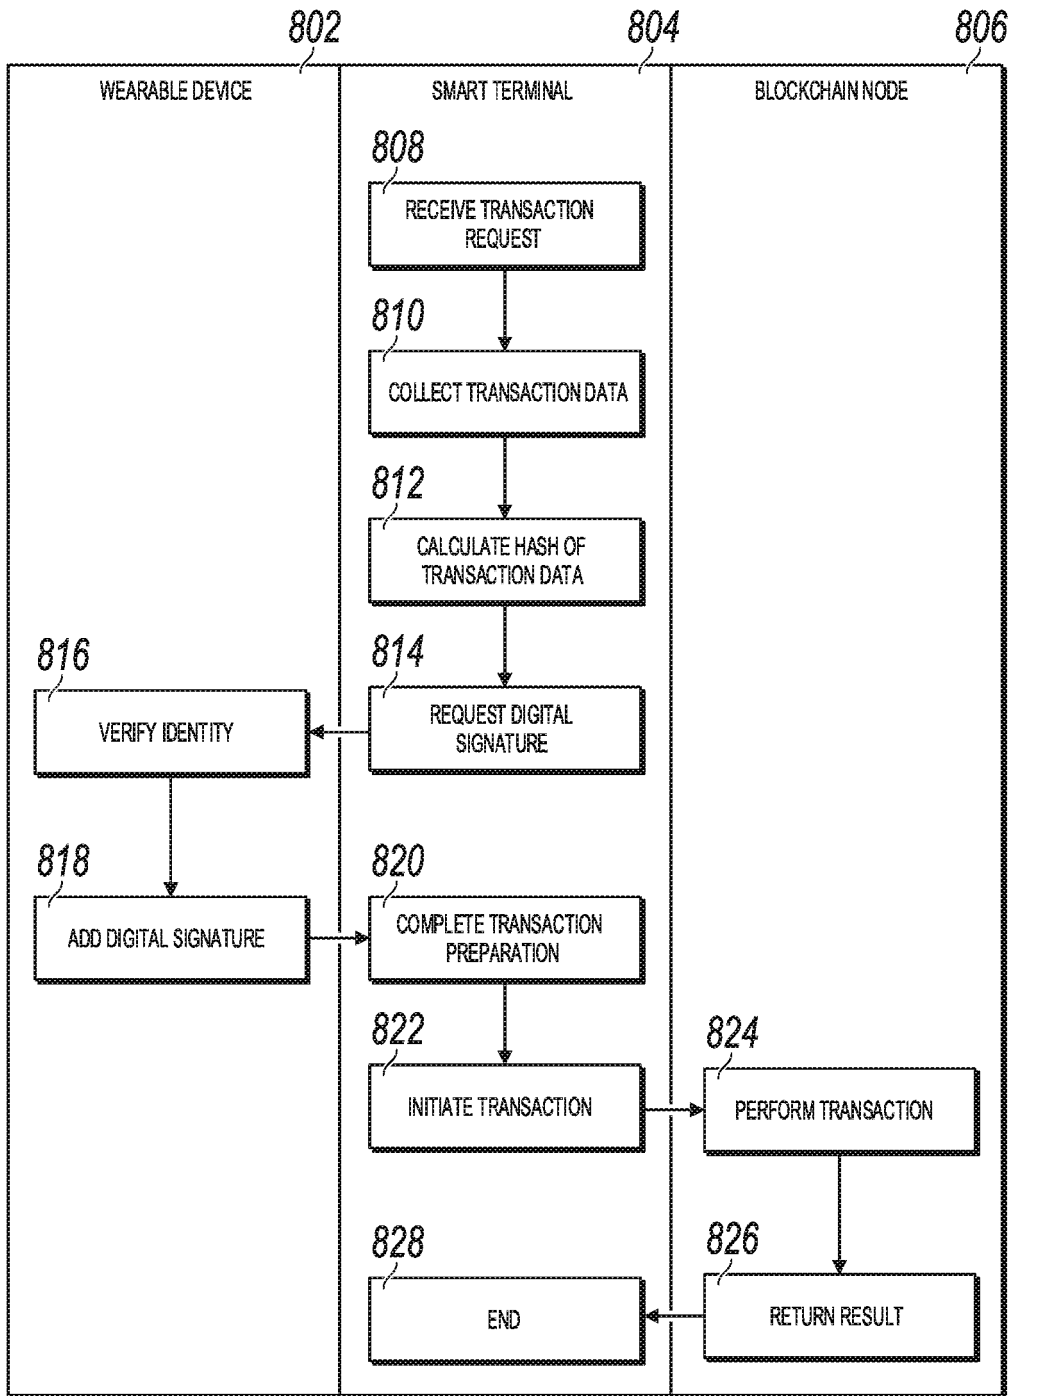 802
804
806
WEARABLE DEVICE
SMART TERMINAL
BLOCKCHAIN NODE
808
RECEIVE TRANSACTION
REQUEST
810
COLLECT TRANSACTION DATA
812
CALCULATE HASH OF
TRANSACTION DATA
816
VERIFY IDENTITY
814
REQUEST DIGITAL
SIGNATURE
818
ADD DIGITAL SIGNATURE
820
COMPLETE TRANSACTION
PREPARATION
822
INITIATE TRANSACTION
824
PERFORM TRANSACTION
826
RETURN RESULT
828
END